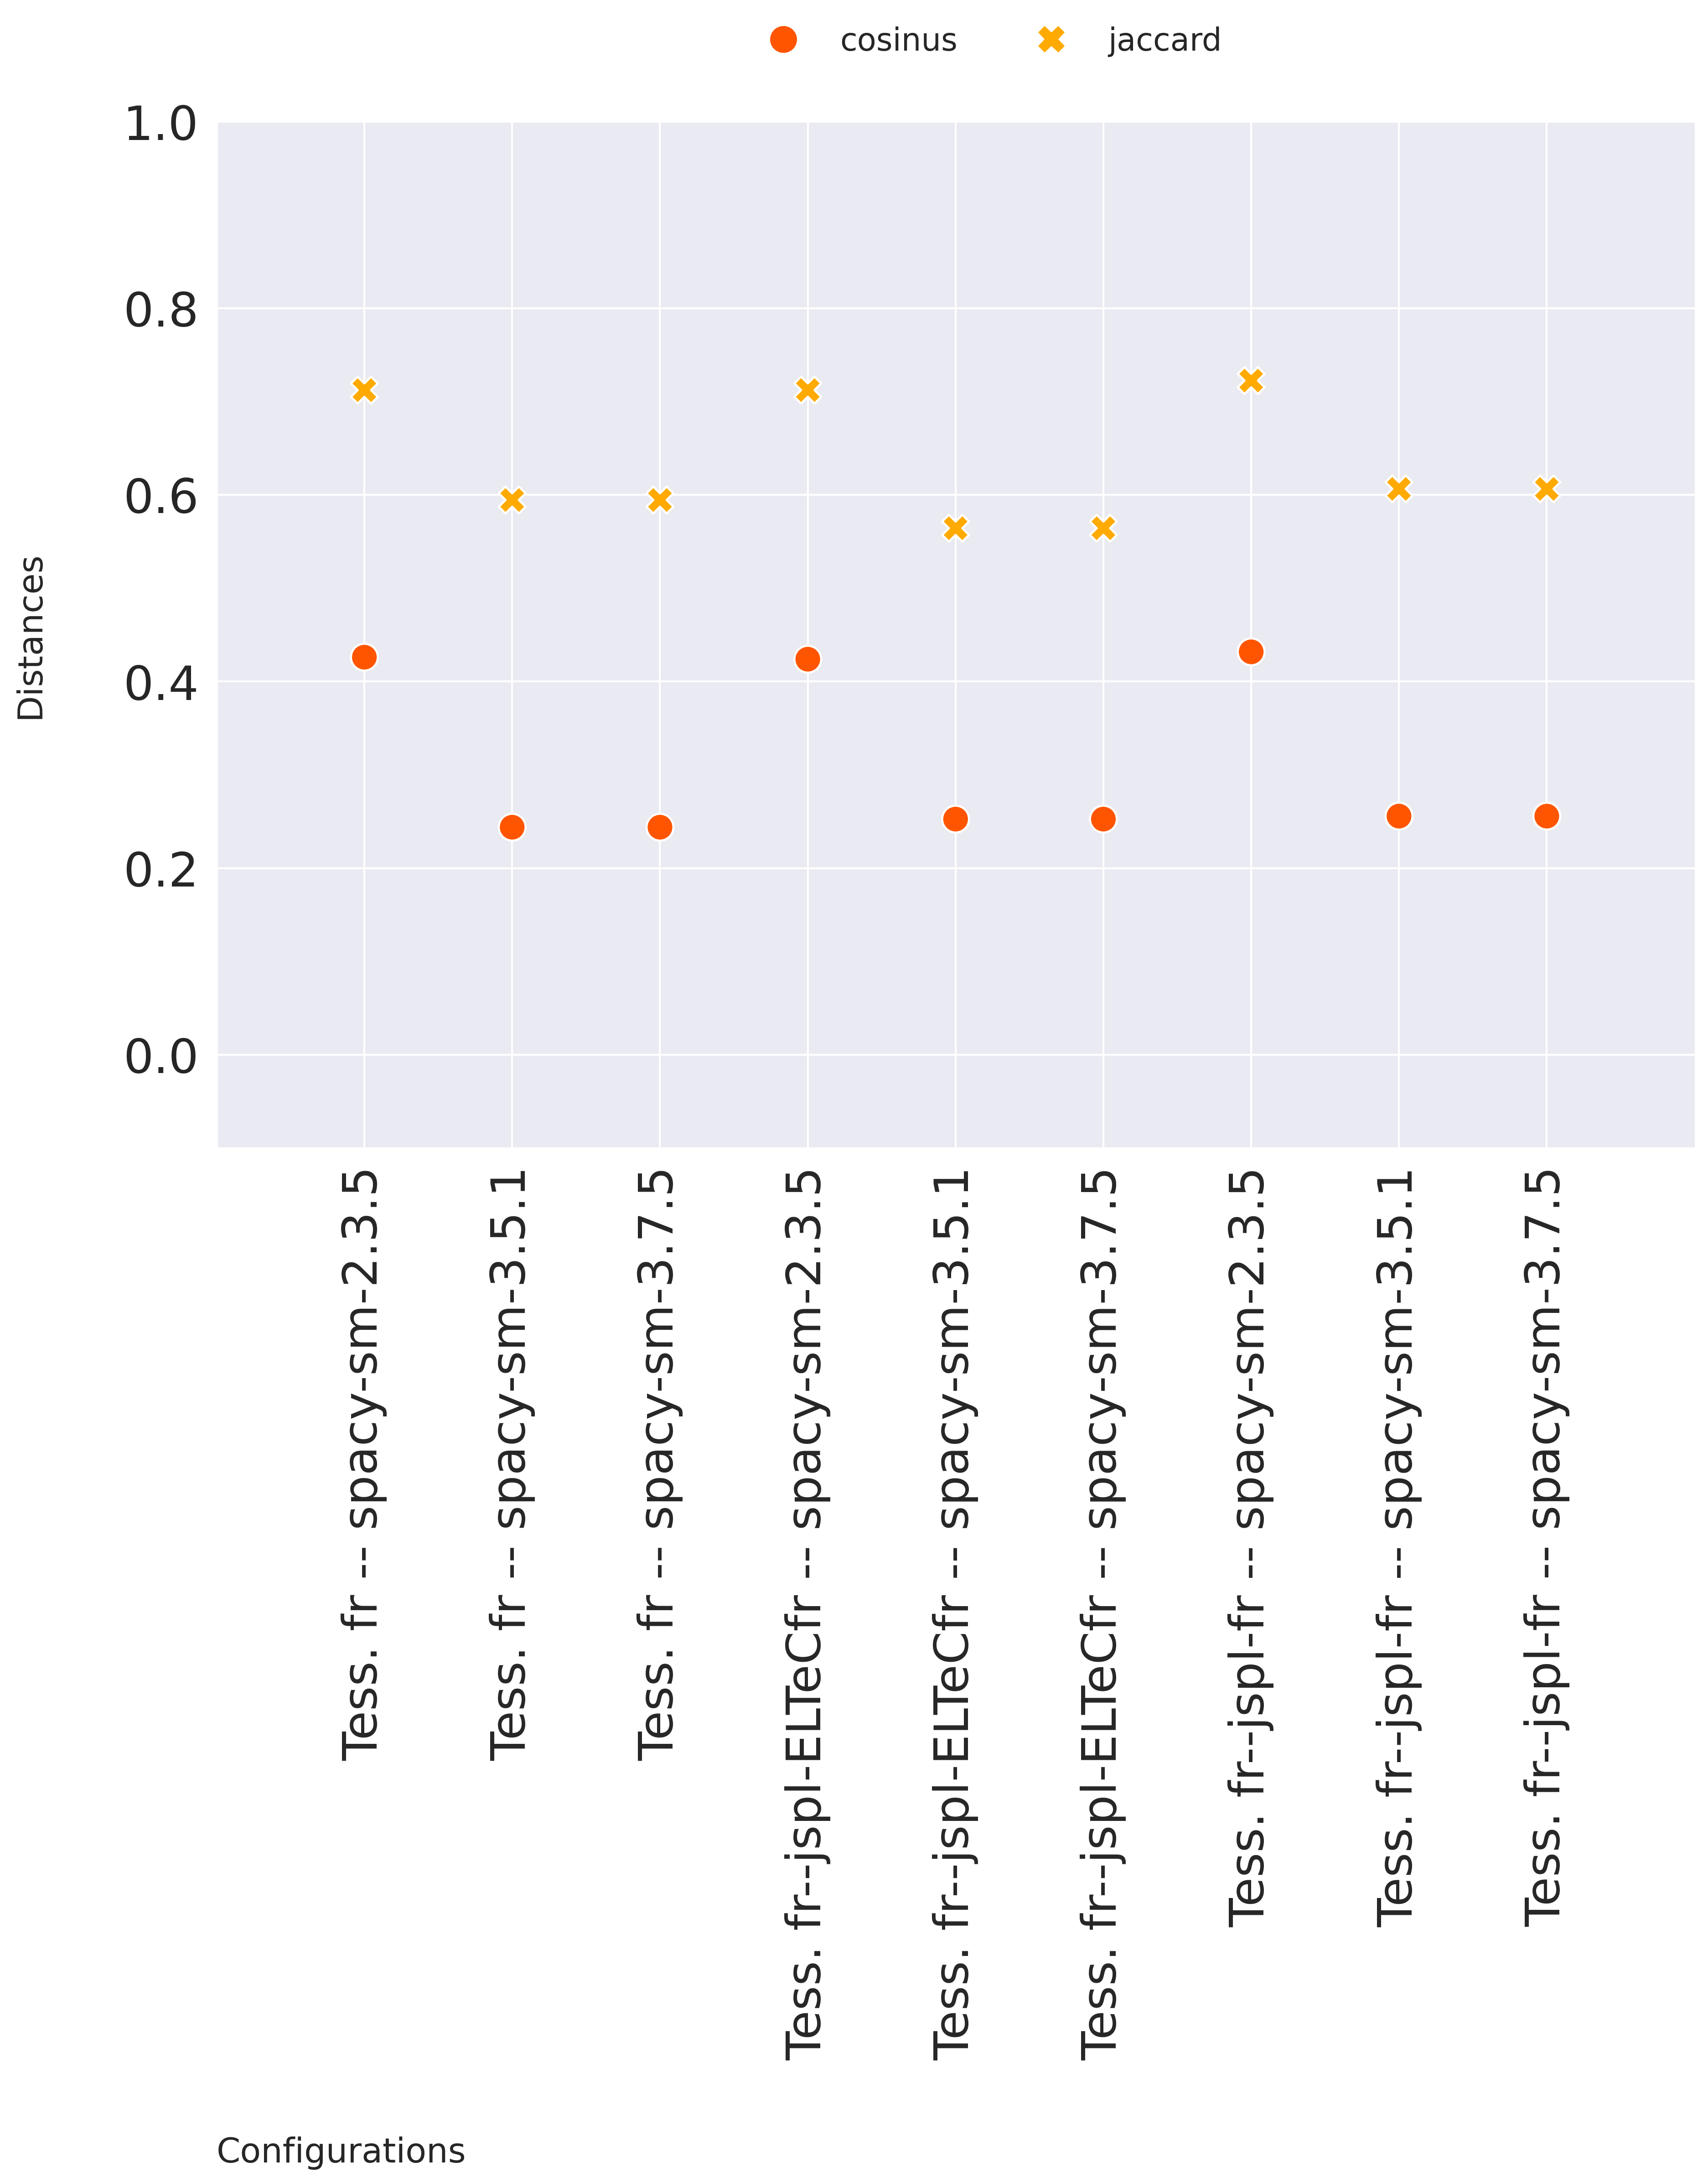 cosinus jaccard
1.0
0.8
0.6
0.4
0.2
0.0
Distances
Tess. fr -- spacy-sm-2.3.5
Tess. fr -- spacy-sm-3.5.1
Tess. fr -- spacy-sm-3.7.5
Tess. fr--jspl-ELTeCfr -- spacy-sm-2.3.5
Tess. fr--jspl-ELTeCfr -- spacy-sm-3.5.1
Tess. fr--jspl-ELTeCfr -- spacy-sm-3.7.5
Tess. fr--jspl-fr -- spacy-sm-2.3.5
Tess. fr--jspl-fr -- spacy-sm-3.5.1
Tess. fr--jspl-fr -- spacy-sm-3.7.5
Configurations